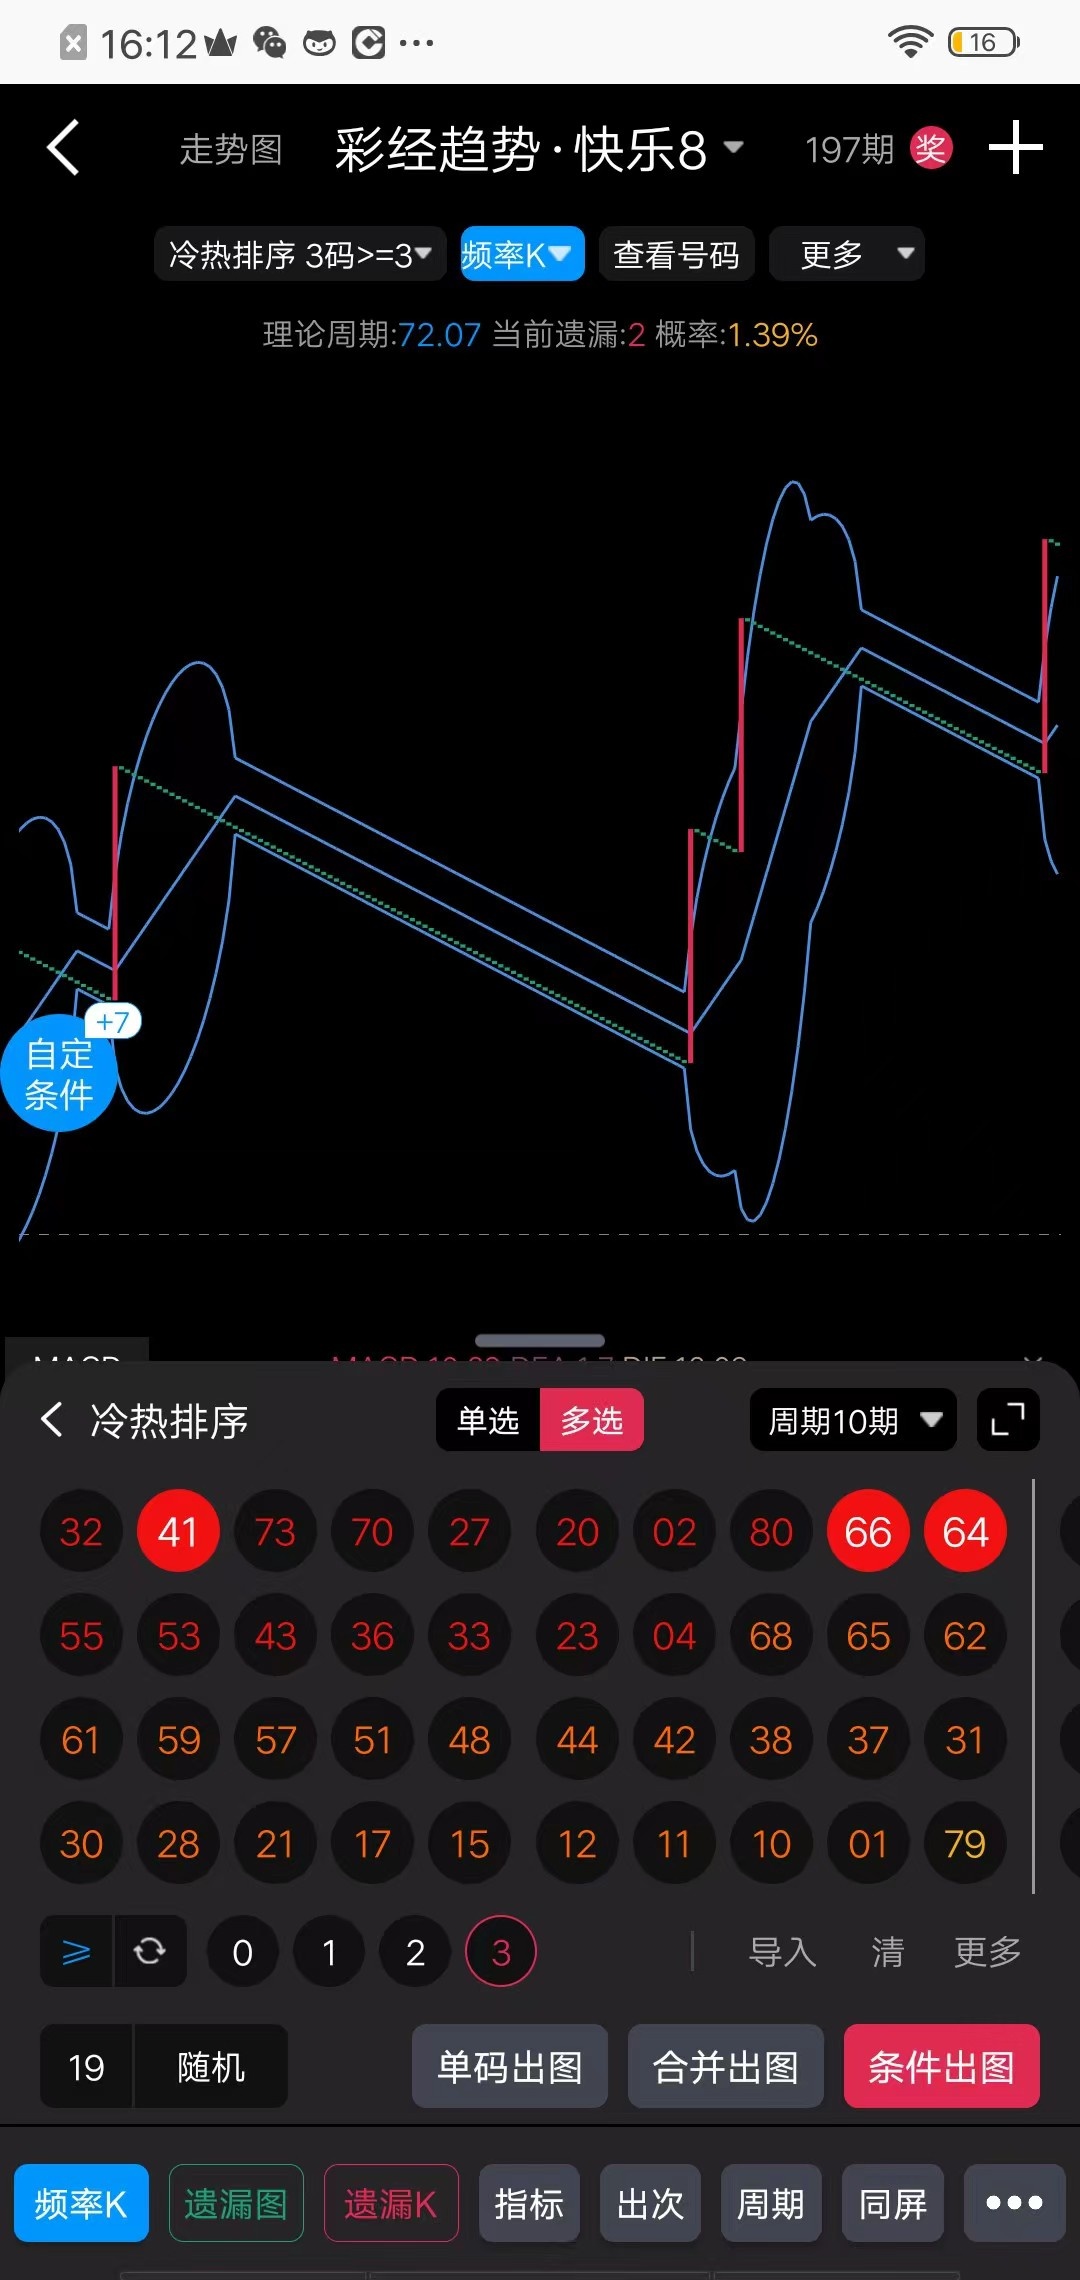 16:12 ··· 16
走势图 彩经趋势·快乐8 197期 奖
冷热排序 3码>=3 频率K 查看号码 更多
理论周期:72.07 当前遗漏:2 概率:1.39%
+7
自定
条件
MACD
冷热排序 单选 多选 周期10期
32 41 73 70 27 20 02 80 66 64
55 53 43 36 33 23 04 68 65 62
61 59 57 51 48 44 42 38 37 31
30 28 21 17 15 12 11 10 01 79
≥ 0 1 2 3 导入 清 更多
19 随机 单码出图 合并出图 条件出图
频率K 遗漏图 遗漏K 指标 出次 周期 同屏 •••